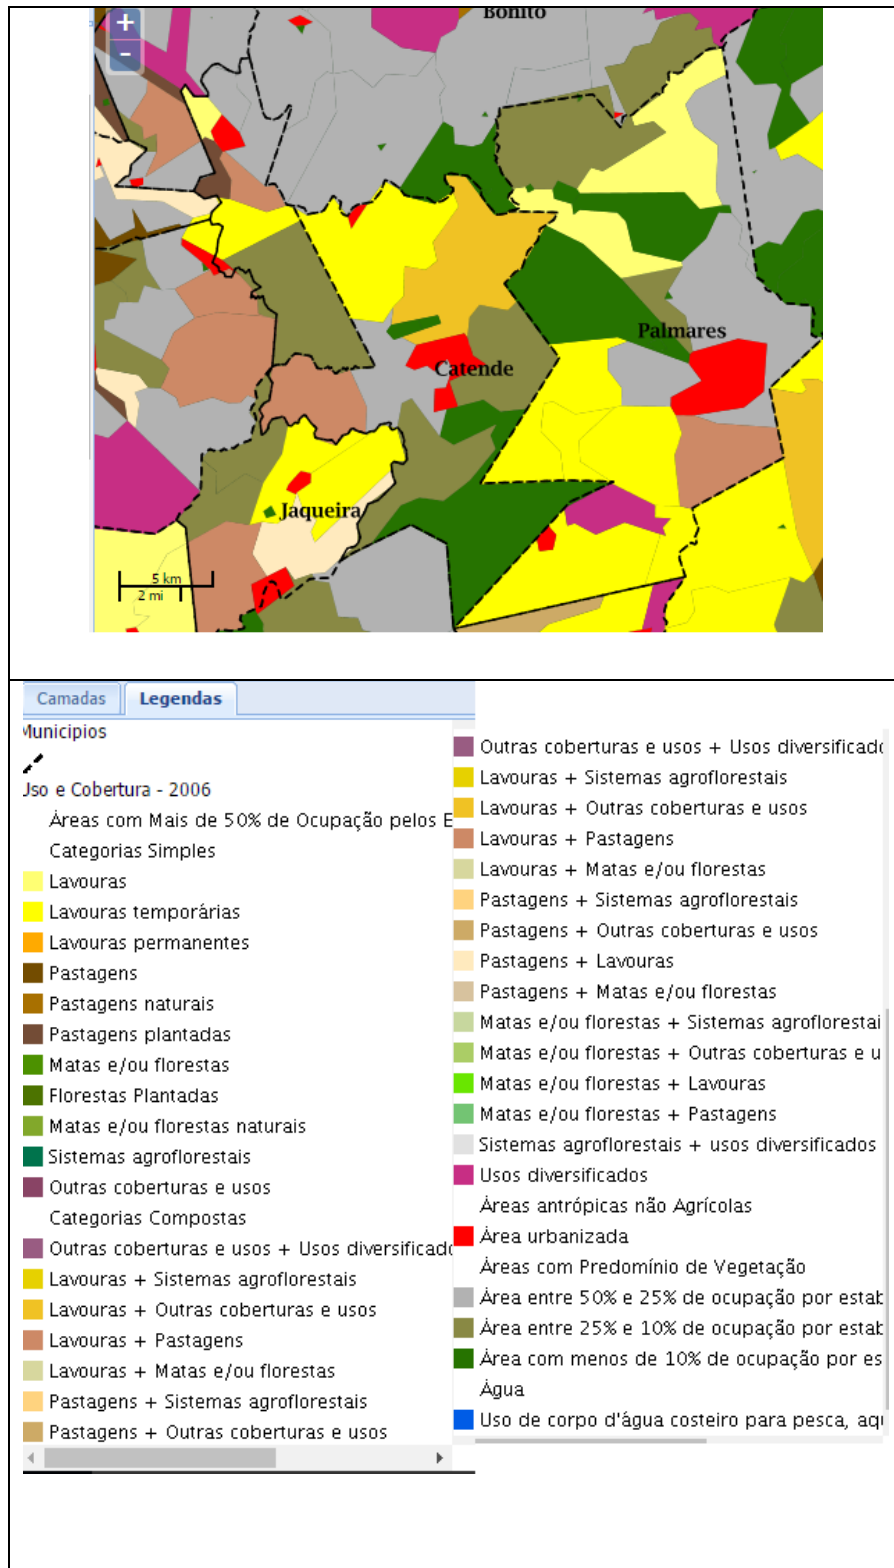 +
Bonito
-
Palmares
Catende
Jaqueira
5 km
2 mi
Camadas
Legendas
Municipios
Uso e Cobertura - 2006
Áreas com Mais de 50% de Ocupação pelos E
Categorias Simples
Lavouras
Lavouras temporárias
Lavouras permanentes
Pastagens
Pastagens naturais
Pastagens plantadas
Matas e/ou florestas
Florestas Plantadas
Matas e/ou florestas naturais
Sistemas agroflorestais
Outras coberturas e usos
Categorias Compostas
Outras coberturas e usos + Usos diversificado
Lavouras + Sistemas agroflorestais
Lavouras + Outras coberturas e usos
Lavouras + Pastagens
Lavouras + Matas e/ou florestas
Pastagens + Sistemas agroflorestais
Pastagens + Outras coberturas e usos
Outras coberturas e usos + Usos diversificado
Lavouras + Sistemas agroflorestais
Lavouras + Outras coberturas e usos
Lavouras + Pastagens
Lavouras + Matas e/ou florestas
Pastagens + Sistemas agroflorestais
Pastagens + Outras coberturas e usos
Pastagens + Lavouras
Pastagens + Matas e/ou florestas
Matas e/ou florestas + Sistemas agroflorestai
Matas e/ou florestas + Outras coberturas e u
Matas e/ou florestas + Lavouras
Matas e/ou florestas + Pastagens
Sistemas agroflorestais + usos diversificados
Usos diversificados
Áreas antrópicas não Agrícolas
Área urbanizada
Áreas com Predomínio de Vegetação
Área entre 50% e 25% de ocupação por estab
Área entre 25% e 10% de ocupação por estab
Área com menos de 10% de ocupação por es
Água
Uso de corpo d'água costeiro para pesca, aqu